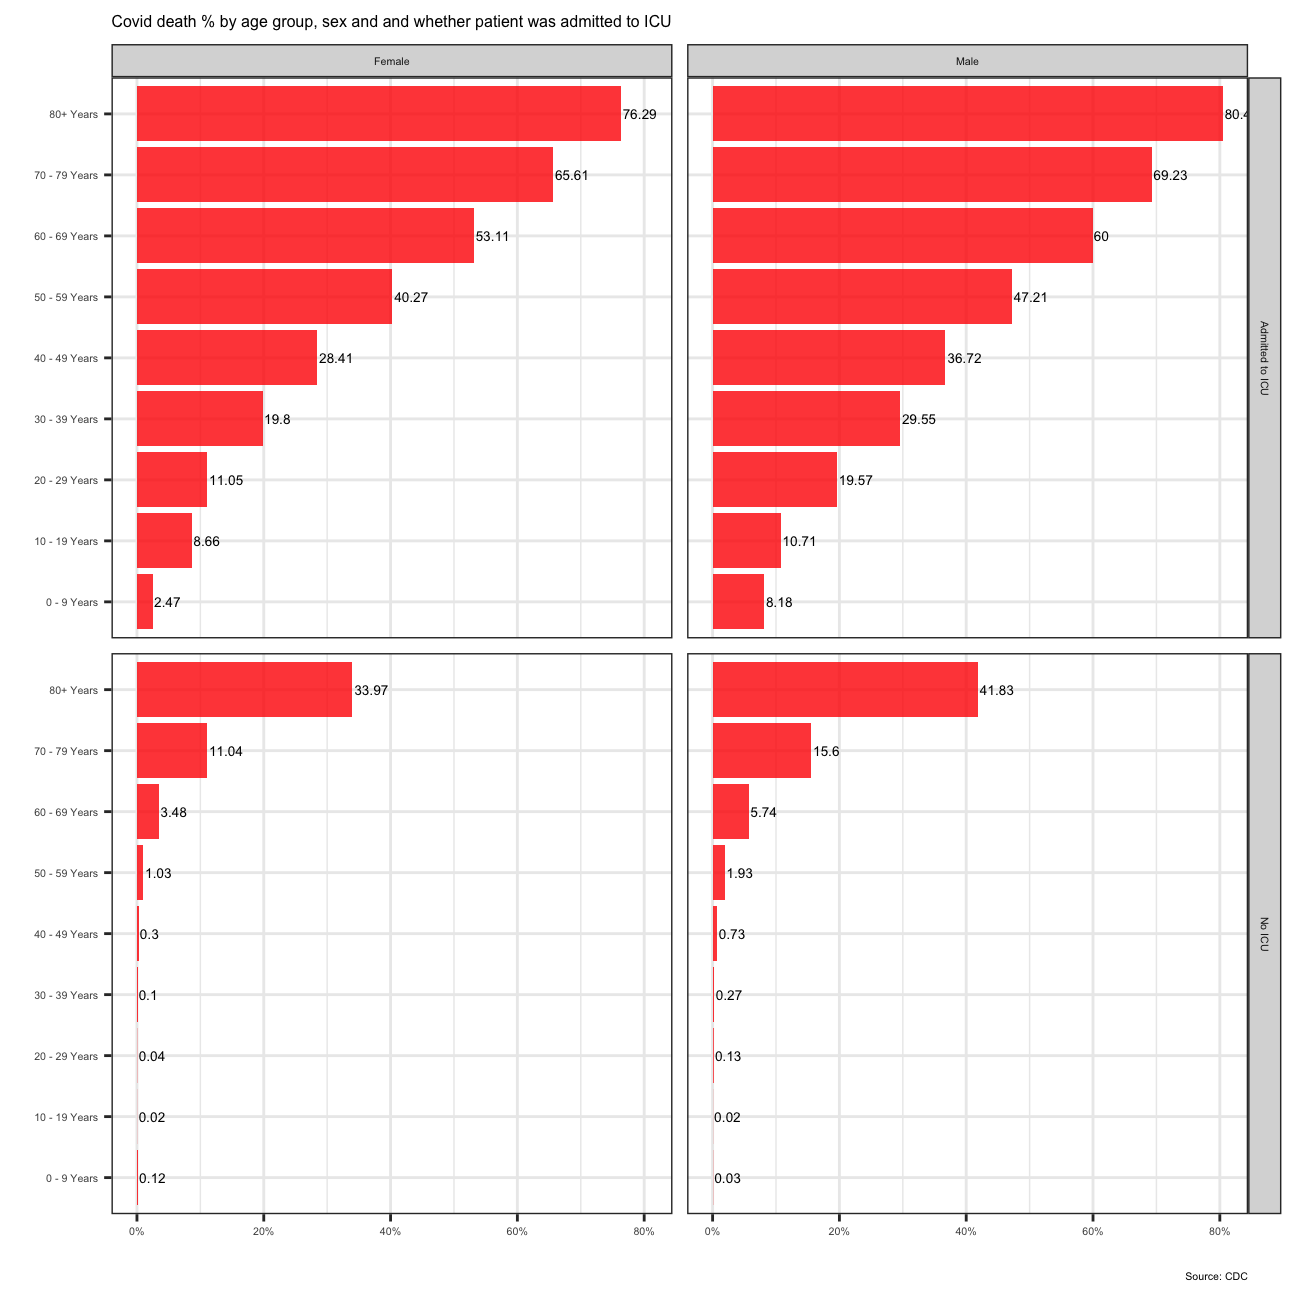 Covid death % by age group, sex and and whether patient was admitted to ICU
Female
Male
80+ Years
76.29
80.4
70 - 79 Years
65.61
69.23
60 - 69 Years
53.11
60
50 - 59 Years
40.27
47.21
40 - 49 Years
28.41
36.72
30 - 39 Years
19.8
29.55
20 - 29 Years
11.05
19.57
10 - 19 Years
8.66
10.71
0 - 9 Years
2.47
8.18
Admitted to ICU
80+ Years
33.97
41.83
70 - 79 Years
11.04
15.6
60 - 69 Years
3.48
5.74
50 - 59 Years
1.03
1.93
40 - 49 Years
0.3
0.73
30 - 39 Years
0.1
0.27
20 - 29 Years
0.04
0.13
10 - 19 Years
0.02
0.02
0 - 9 Years
0.12
0.03
No ICU
0%
20%
40%
60%
80%
0%
20%
40%
60%
80%
Source: CDC